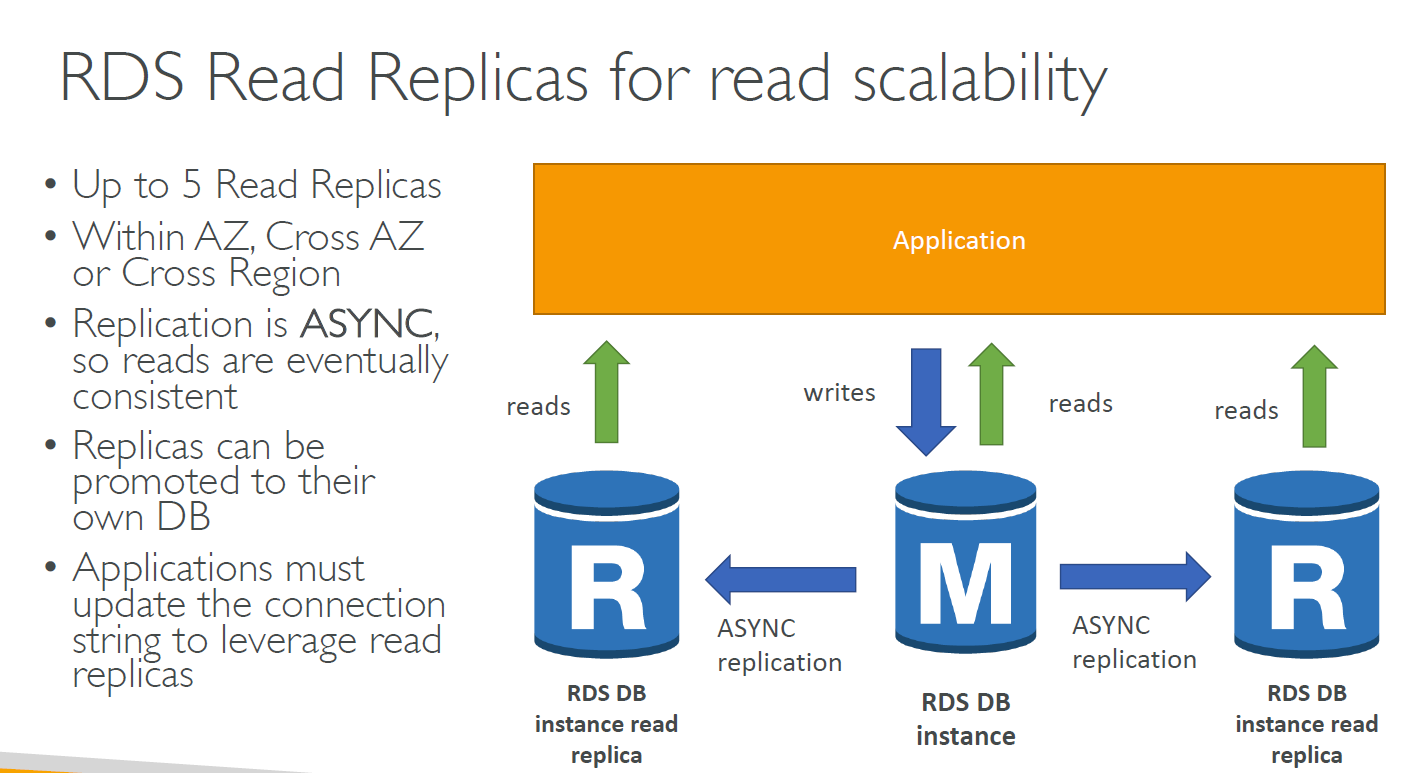 RDS Read Replicas for read scalability
• Up to 5 Read Replicas
• Within AZ, Cross AZ
or Cross Region
• Replication is ASYNC,
so reads are eventually
consistent
• Replicas can be
promoted to their
own DB
• Applications must
update the connection
string to leverage read
replicas
Application
reads
writes
reads
reads
R
M
R
ASYNC
replication
ASYNC
replication
RDS DB
instance read
replica
RDS DB
instance
RDS DB
instance read
replica